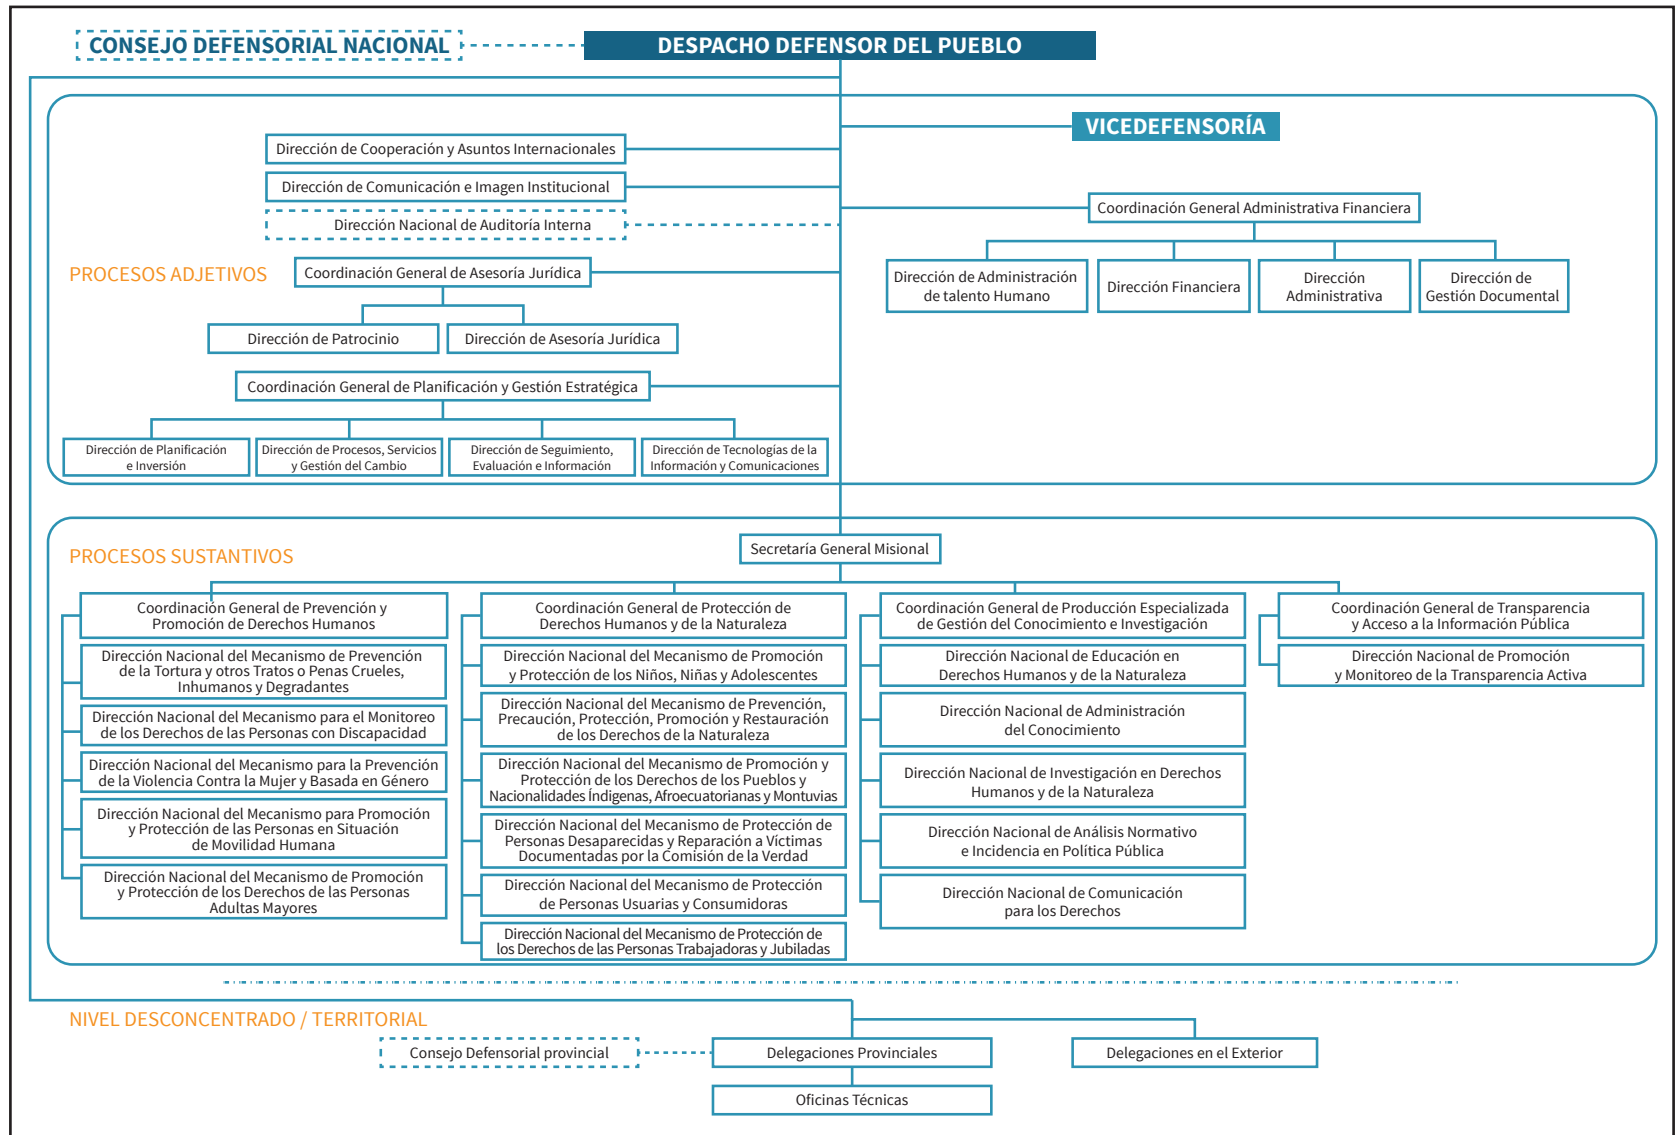 CONSEJO DEFENSORIAL NACIONAL
DESPACHO DEFENSOR DEL PUEBLO
VICEDEFENSORÍA
Dirección de Cooperación y Asuntos Internacionales
Dirección de Comunicación e Imagen Institucional
Dirección Nacional de Auditoría Interna
Coordinación General Administrativa Financiera
PROCESOS ADJETIVOS
Coordinación General de Asesoría Jurídica
Dirección de Administración
de talento Humano
Dirección Financiera
Dirección
Administrativa
Dirección de
Gestión Documental
Dirección de Patrocinio
Dirección de Asesoría Jurídica
Coordinación General de Planificación y Gestión Estratégica
Dirección de Planificación
e Inversión
Dirección de Procesos, Servicios
y Gestión del Cambio
Dirección de Seguimiento,
Evaluación e Información
Dirección de Tecnologías de la
Información y Comunicaciones
PROCESOS SUSTANTIVOS
Secretaría General Misional
Coordinación General de Prevención y
Promoción de Derechos Humanos
Dirección Nacional del Mecanismo de Prevención
de la Tortura y otros Tratos o Penas Crueles,
Inhumanos y Degradantes
Dirección Nacional del Mecanismo para el Monitoreo
de los Derechos de las Personas con Discapacidad
Dirección Nacional del Mecanismo para la Prevención
de la Violencia Contra la Mujer y Basada en Género
Dirección Nacional del Mecanismo para Promoción
y Protección de las Personas en Situación
de Movilidad Humana
Dirección Nacional del Mecanismo de Promoción
y Protección de los Derechos de las Personas
Adultas Mayores
Coordinación General de Protección de
Derechos Humanos y de la Naturaleza
Dirección Nacional del Mecanismo de Promoción
y Protección de los Niños, Niñas y Adolescentes
Dirección Nacional del Mecanismo de Prevención,
Precaución, Protección, Promoción y Restauración
de los Derechos de la Naturaleza
Dirección Nacional del Mecanismo de Promoción y
Protección de los Derechos de los Pueblos y
Nacionalidades Índigenas, Afroecuatorianas y Montuvias
Dirección Nacional del Mecanismo de Protección de
Personas Desaparecidas y Reparación a Víctimas
Documentadas por la Comisión de la Verdad
Dirección Nacional del Mecanismo de Protección
de Personas Usuarias y Consumidoras
Dirección Nacional del Mecanismo de Protección de
los Derechos de las Personas Trabajadoras y Jubiladas
Coordinación General de Producción Especializada
de Gestión del Conocimiento e Investigación
Dirección Nacional de Educación en
Derechos Humanos y de la Naturaleza
Dirección Nacional de Administración
del Conocimiento
Dirección Nacional de Investigación en Derechos
Humanos y de la Naturaleza
Dirección Nacional de Análisis Normativo
e Incidencia en Política Pública
Dirección Nacional de Comunicación
para los Derechos
Coordinación General de Transparencia
y Acceso a la Información Pública
Dirección Nacional de Promoción
y Monitoreo de la Transparencia Activa
NIVEL DESCONCENTRADO / TERRITORIAL
Consejo Defensorial provincial
Delegaciones Provinciales
Delegaciones en el Exterior
Oficinas Técnicas